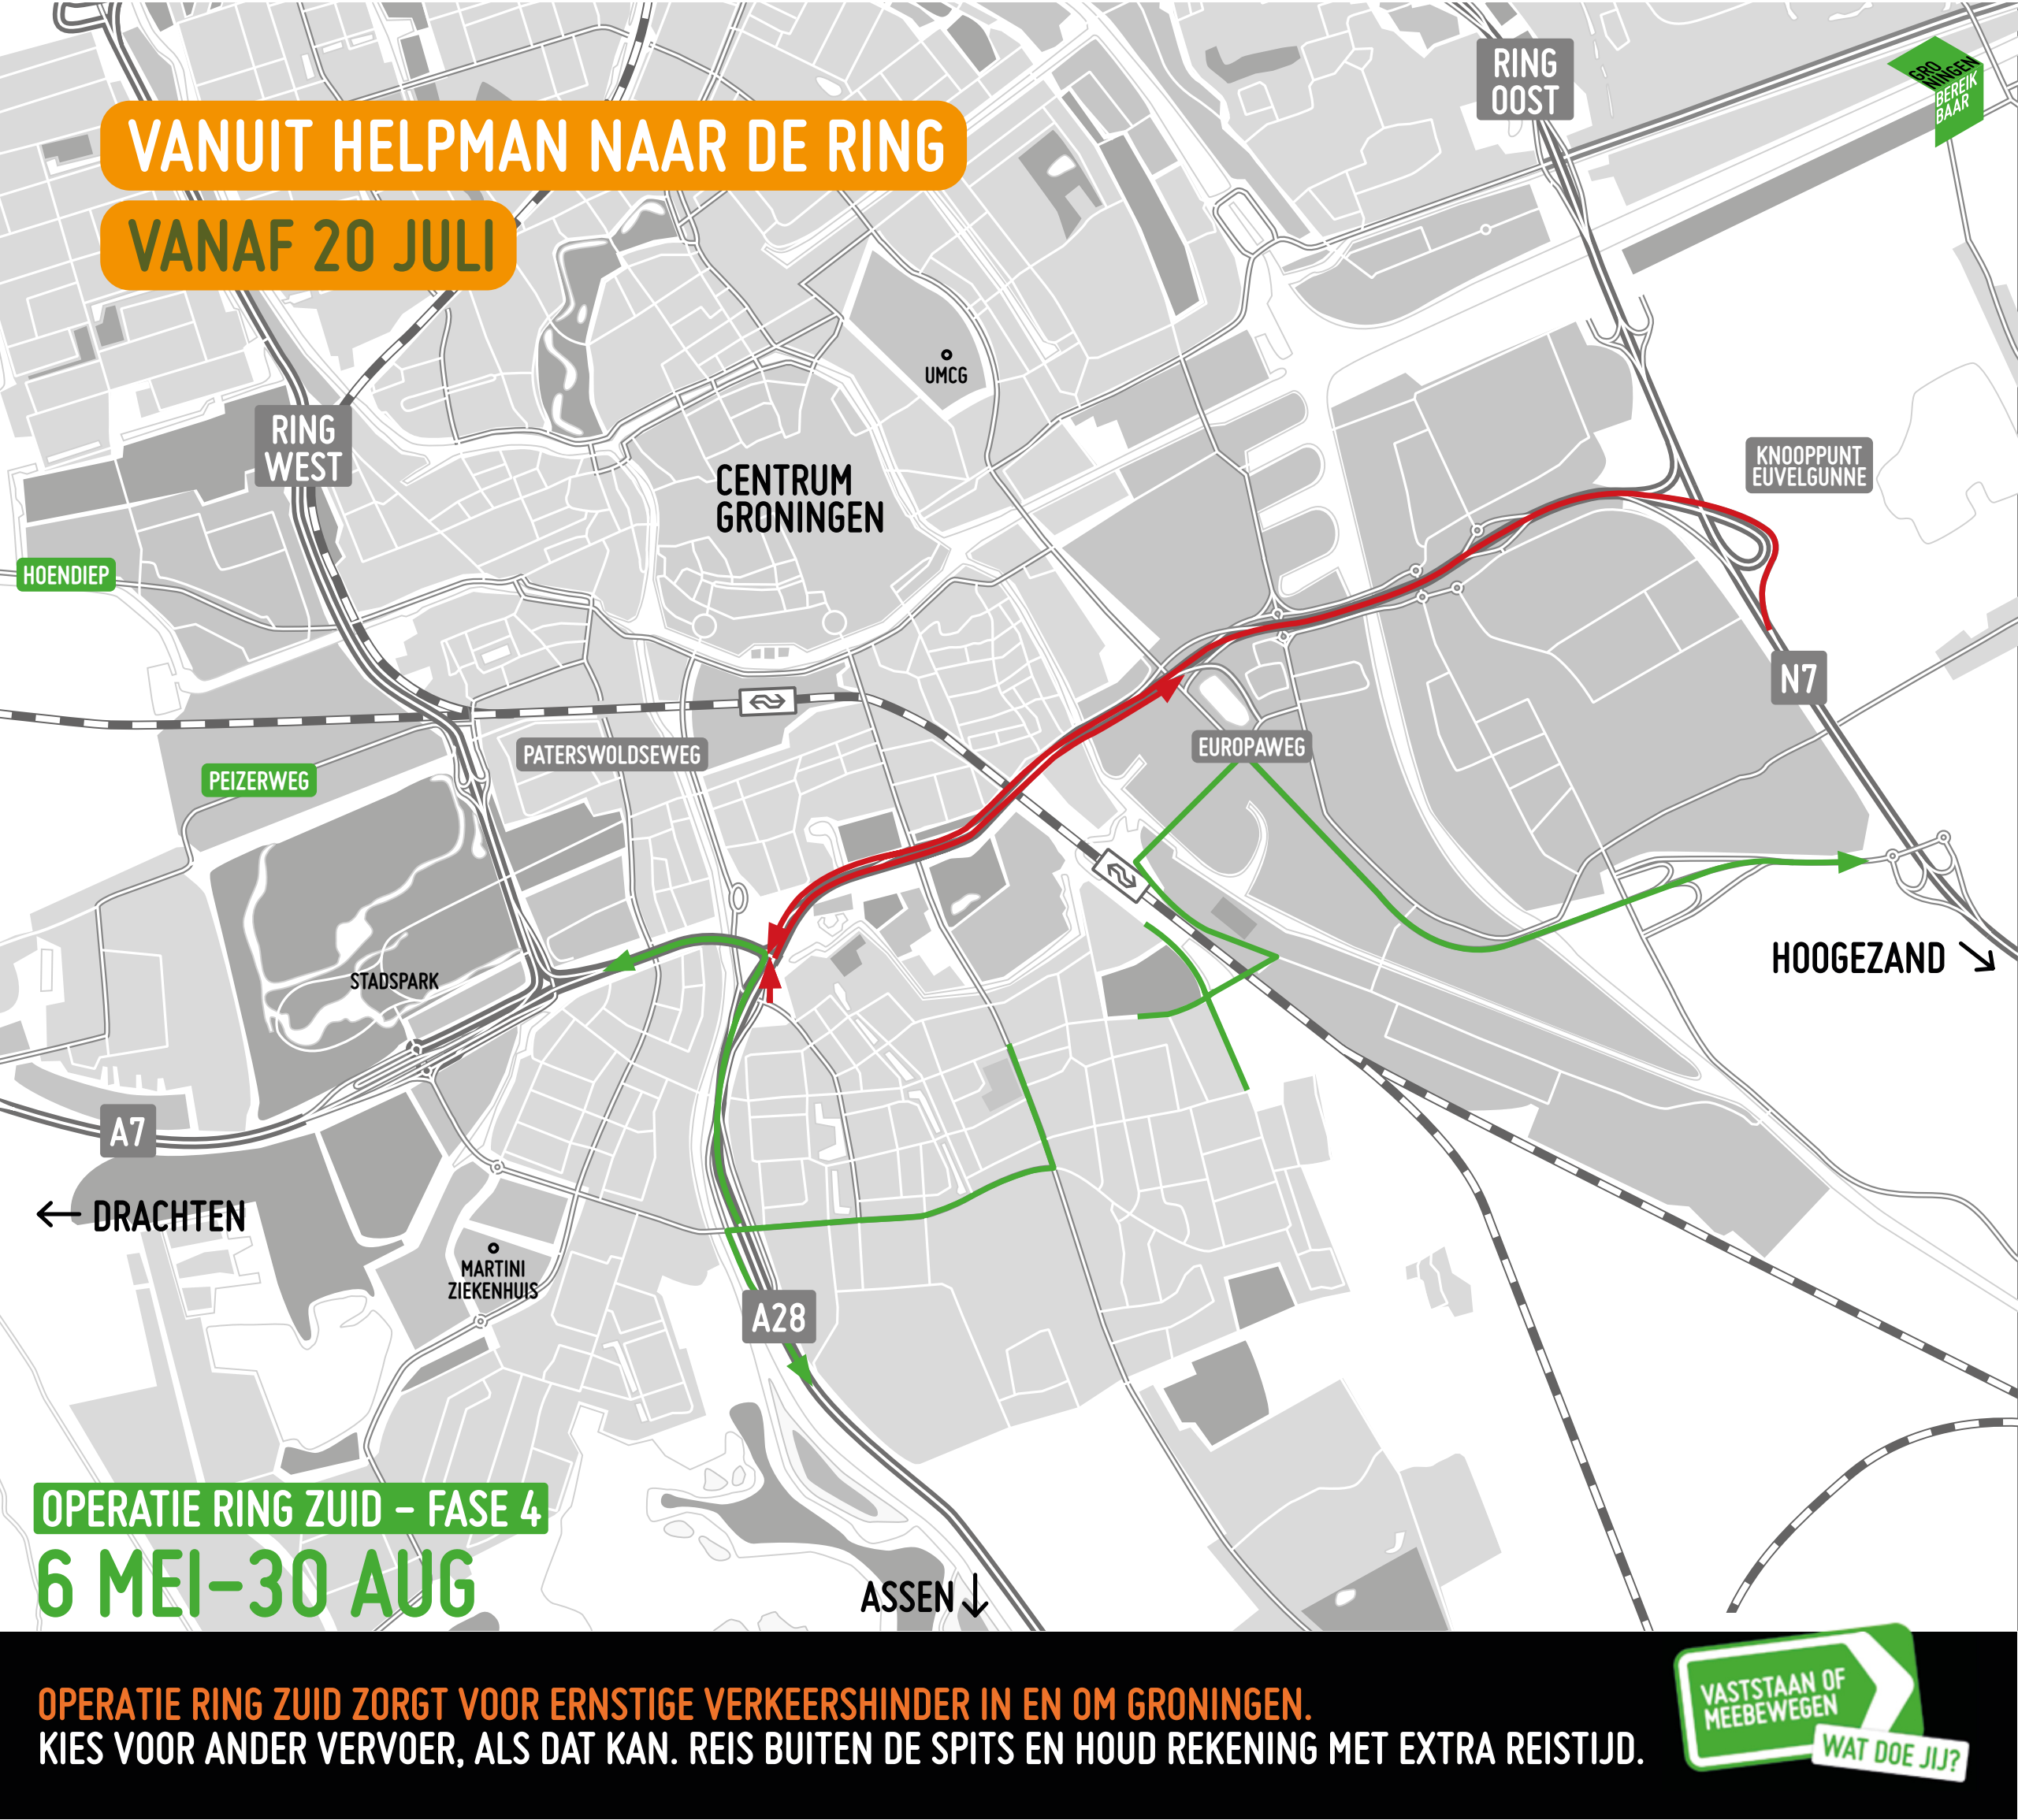 RING
OOST
GRO
NINGEN
BEREIK
BAAR
VANUIT HELPMAN NAAR DE RING
VANAF 20 JULI
UMCG
RING
WEST
CENTRUM
GRONINGEN
KNOOPPUNT
EUVELGUNNE
HOENDIEP
N7
PATERSWOLDSEWEG
EUROPAWEG
PEIZERWEG
STADSPARK
HOOGEZAND
A7
DRACHTEN
MARTINI
ZIEKENHUIS
A28
OPERATIE RING ZUID - FASE 4
6 MEI-30 AUG
ASSEN
OPERATIE RING ZUID ZORGT VOOR ERNSTIGE VERKEERSHINDER IN EN OM GRONINGEN.
KIES VOOR ANDER VERVOER, ALS DAT KAN. REIS BUITEN DE SPITS EN HOUD REKENING MET EXTRA REISTIJD.
VASTSTAAN OF
MEEBEWEGEN
WAT DOE JIJ?